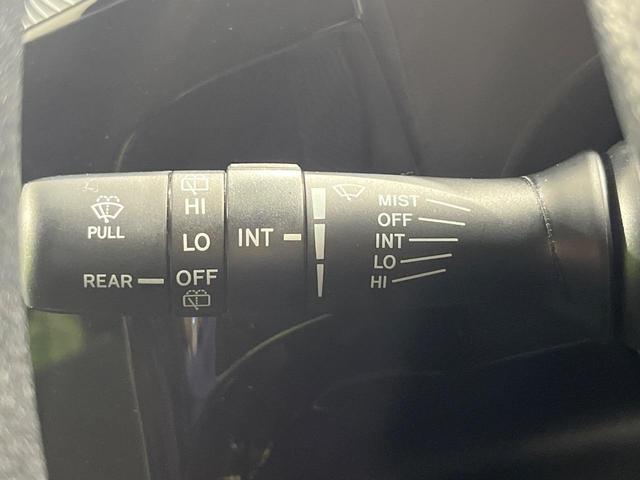 PULL
REAR
HI
LO
OFF
INT
MIST
OFF
INT
LO
HI